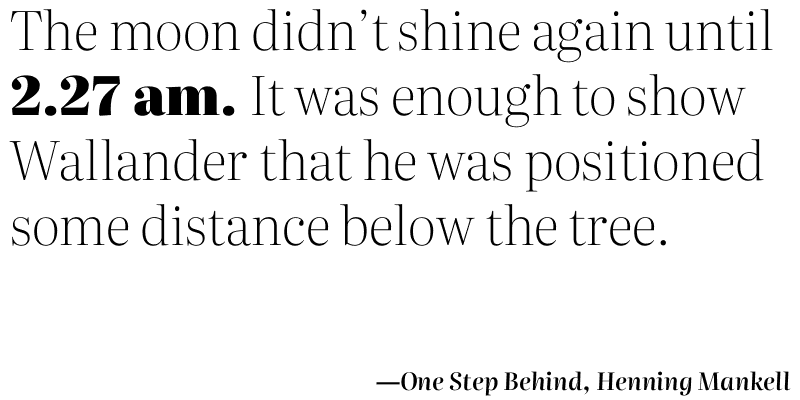 The moon didn’t shine again until
2.27 am. It was enough to show
Wallander that he was positioned
some distance below the tree.
—One Step Behind, Henning Mankell